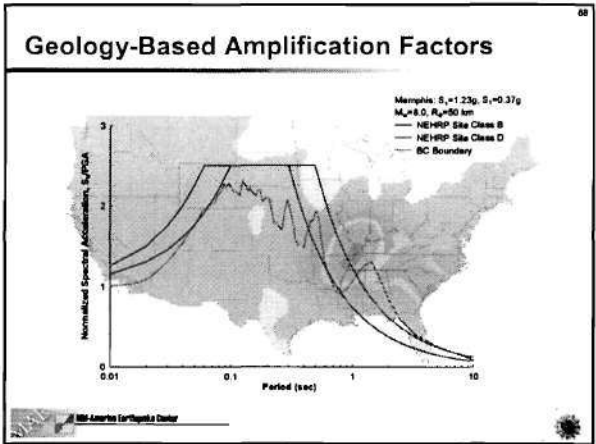 68
Geology-Based Amplification Factors
Memphis: Ss=1.23g, S1=0.37g
Mw=8.0, RE=50 km
NEHRP Site Class B
NEHRP Site Class D
BC Boundary
Normalized Spectral Acceleration, Sa/PGA
3
2
1
0
0.01
0.1
1
10
Period (sec)
Mid-America Earthquake Center